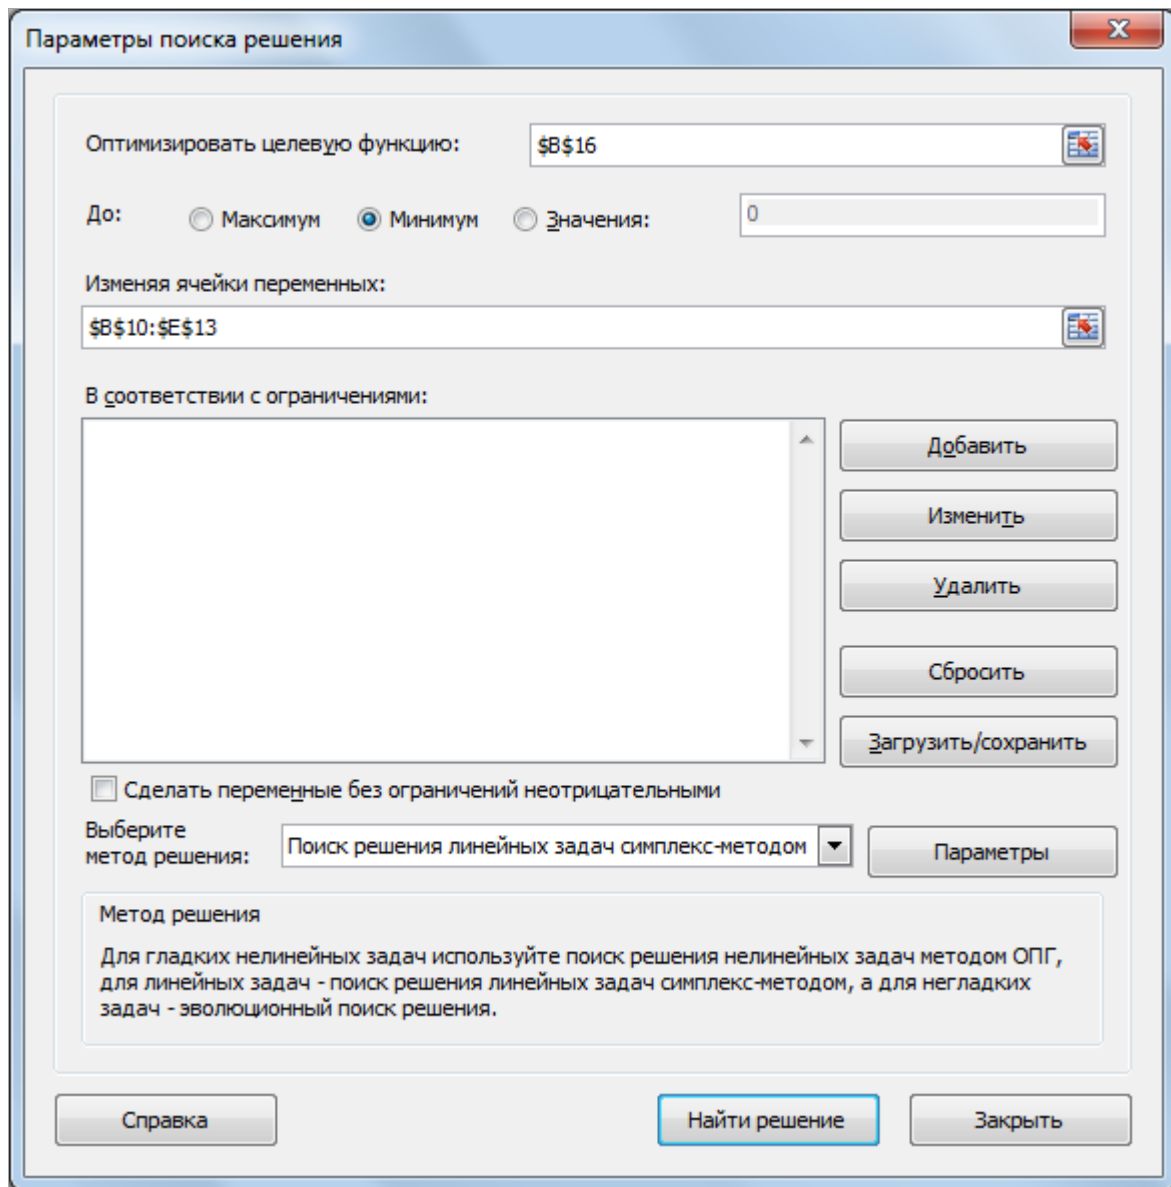 Параметры поиска решения
Оптимизировать целевую функцию:
$B$16
До:
Максимум
Минимум
Значения:
0
Изменяя ячейки переменных:
$B$10:$E$13
В соответствии с ограничениями:
Добавить
Изменить
Удалить
Сбросить
Загрузить/сохранить
Сделать переменные без ограничений неотрицательными
Выберите
метод решения:
Поиск решения линейных задач симплекс-методом
Параметры
Метод решения
Для гладких нелинейных задач используйте поиск решения нелинейных задач методом ОПГ,
для линейных задач - поиск решения линейных задач симплекс-методом, а для негладких
задач - эволюционный поиск решения.
Справка
Найти решение
Закрыть